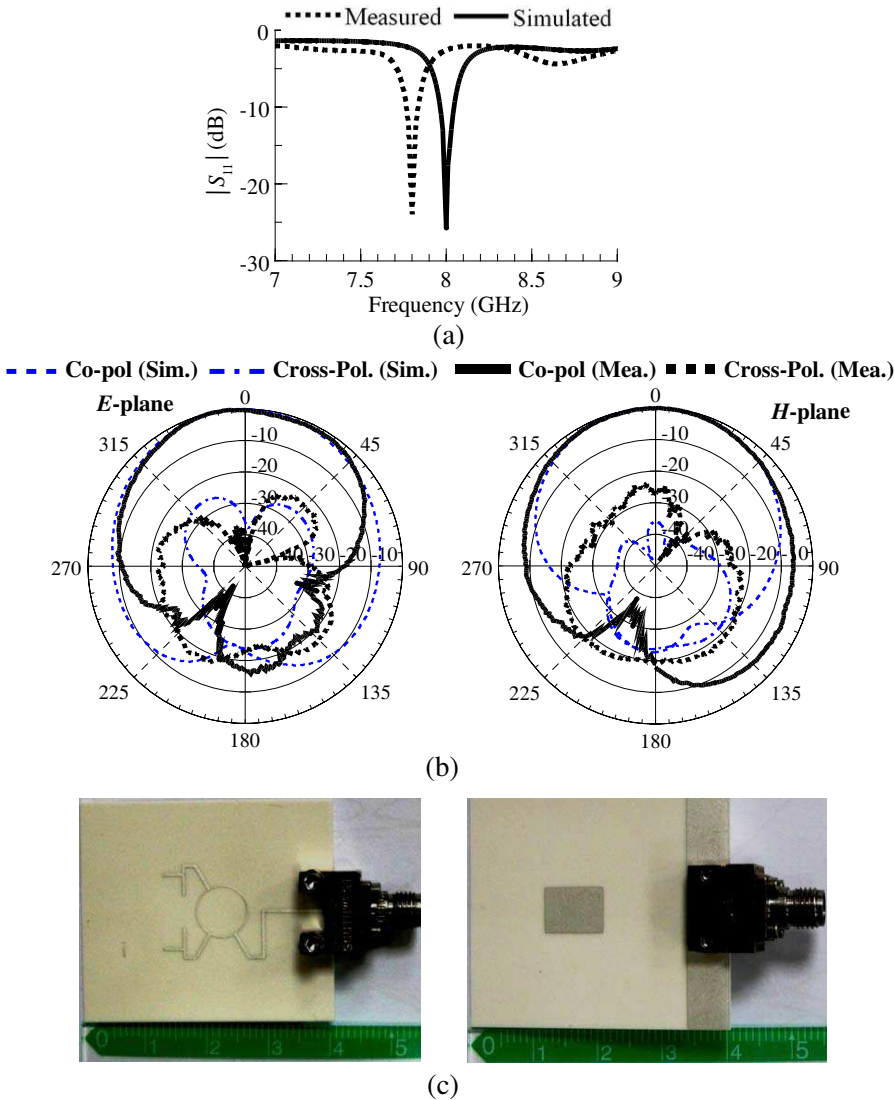 Measured Simulated
0
-10
-20
-30
|S11| (dB)
7 7.5 8 8.5 9
Frequency (GHz)
(a)
Co-pol (Sim.) Cross-Pol. (Sim.) Co-pol (Mea.) Cross-Pol. (Mea.)
E-plane
0
45
90
135
180
225
270
315
-10
-20
-30
-40
-40 -30 -20 -10
H-plane
0
45
90
135
180
225
270
315
-10
-20
-30
-40
-40 -30 -20 -10
(b)
0 1 2 3 4 5
0 1 2 3 4 5
(c)